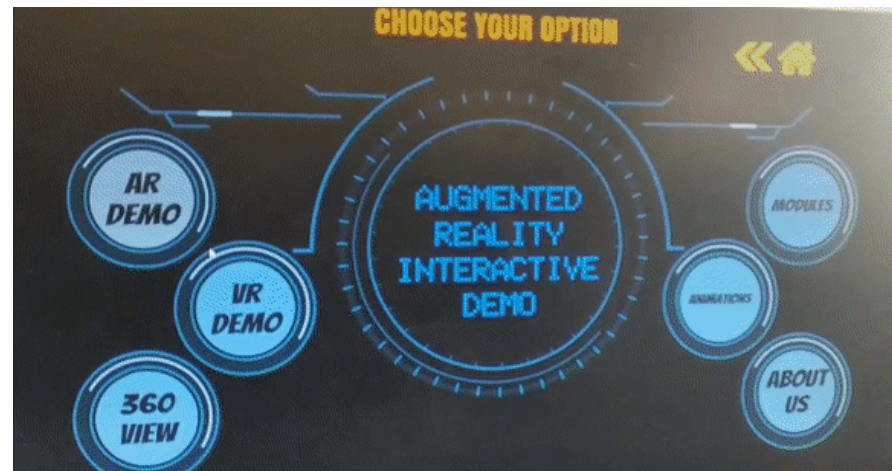 CHOOSE YOUR OPTION
AR
DEMO
VR
DEMO
360
VIEW
AUGMENTED
REALITY
INTERACTIVE
DEMO
MODULES
ANIMATIONS
ABOUT
US